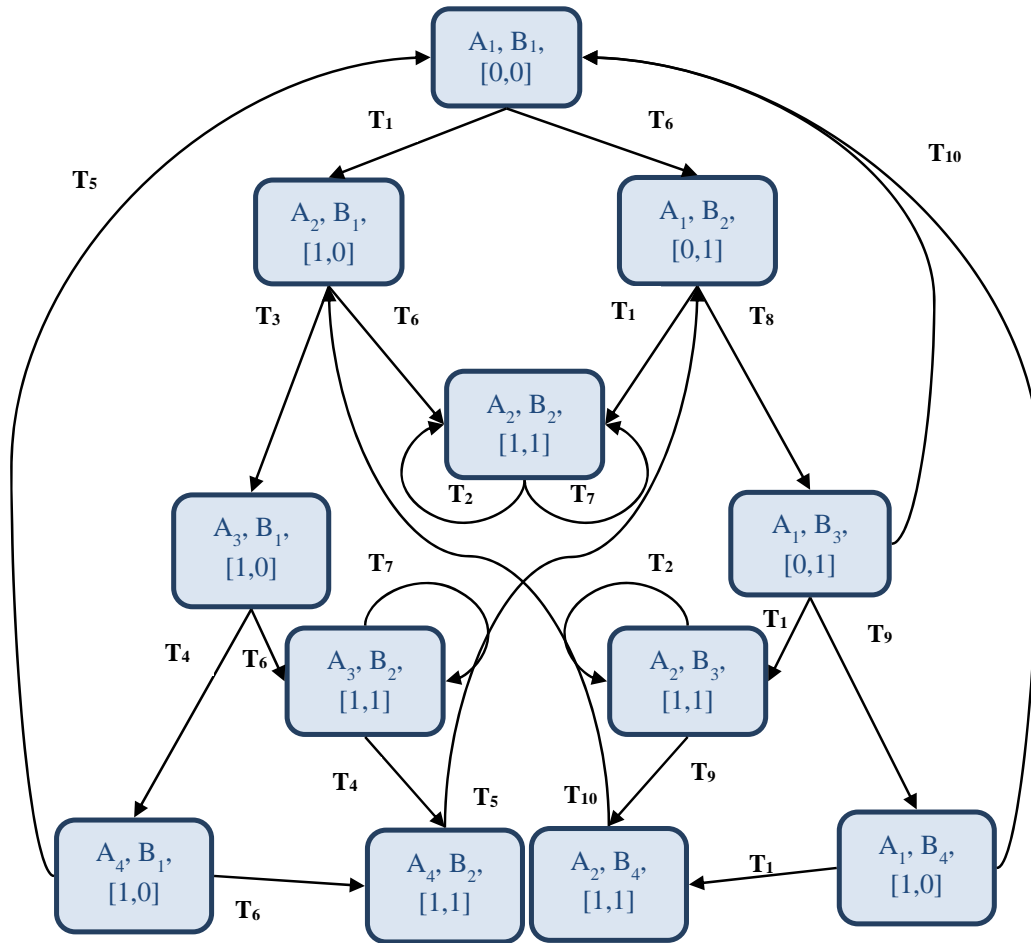 A₁, B₁,
[0,0]
T₁
T₆
T₁₀
T₅
A₂, B₁,
[1,0]
A₁, B₂,
[0,1]
T₃
T₆
T₁
T₈
A₂, B₂,
[1,1]
T₂
T₇
A₃, B₁,
[1,0]
A₁, B₃,
[0,1]
T₇
T₂
T₄
T₆
T₁
T₉
A₃, B₂,
[1,1]
A₂, B₃,
[1,1]
T₄
T₅
T₁₀
T₉
A₄, B₁,
[1,0]
T₆
A₄, B₂,
[1,1]
A₂, B₄,
[1,1]
T₁
A₁, B₄,
[1,0]